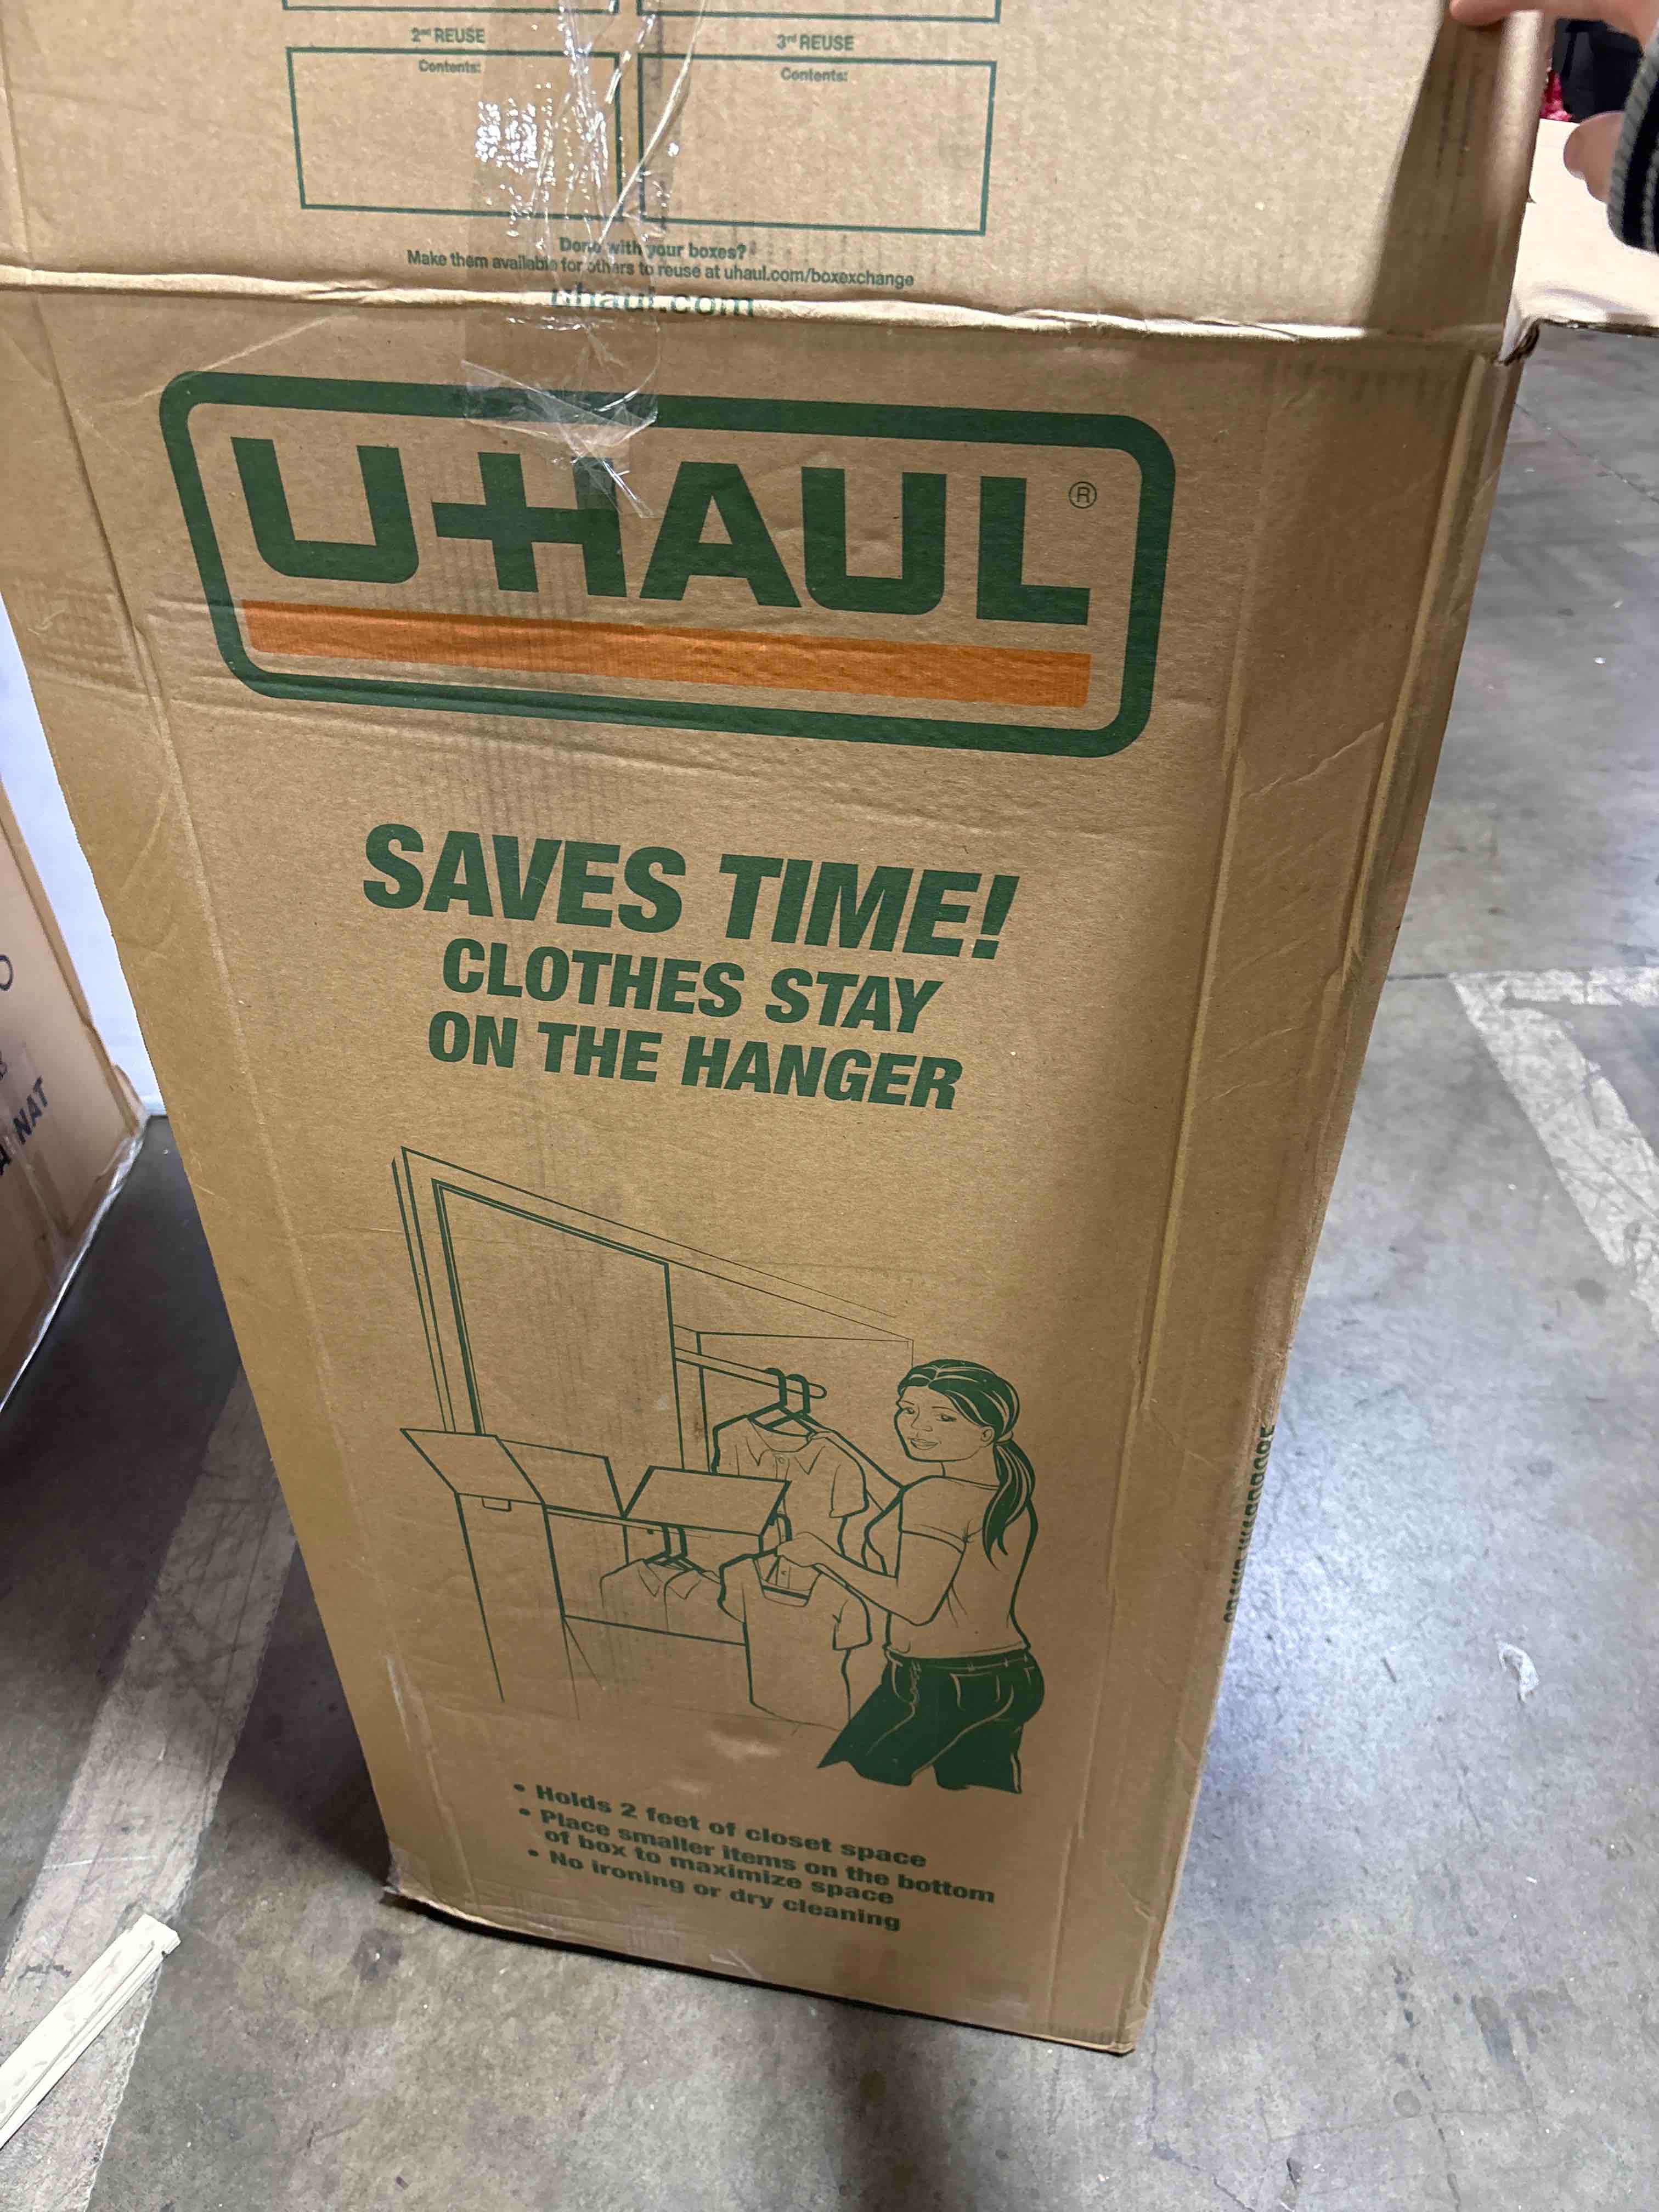 2nd REUSE
3rd REUSE
Contents:
Contents:
Done with your boxes?
Make them available for others to reuse at uhaul.com/boxexchange
uhaul.com
U-HAUL®
SAVES TIME!
CLOTHES STAY
ON THE HANGER
• Holds 2 feet of closet space
• Place smaller items on the bottom
of box to maximize space
• No ironing or dry cleaning
NAT